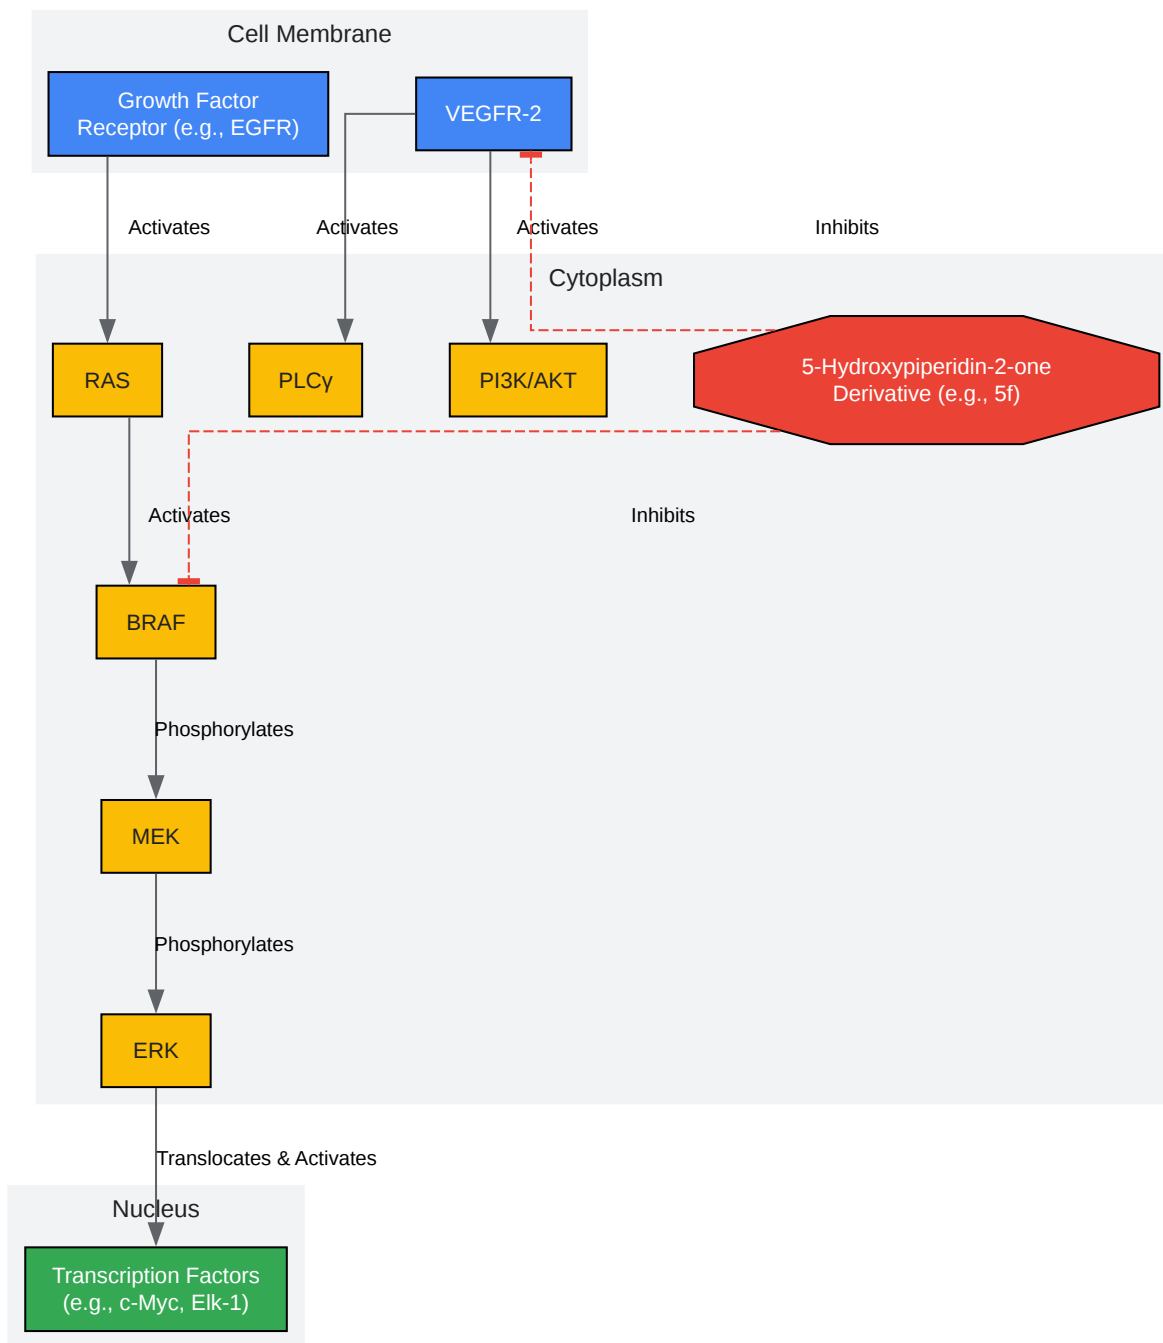 Cell Membrane
Growth Factor
Receptor (e.g., EGFR)
VEGFR-2
Activates
Activates
Activates
Inhibits
Cytoplasm
RAS
PLCγ
PI3K/AKT
5-Hydroxypiperidin-2-one
Derivative (e.g., 5f)
Activates
Inhibits
BRAF
Phosphorylates
MEK
Phosphorylates
ERK
Translocates & Activates
Nucleus
Transcription Factors
(e.g., c-Myc, Elk-1)